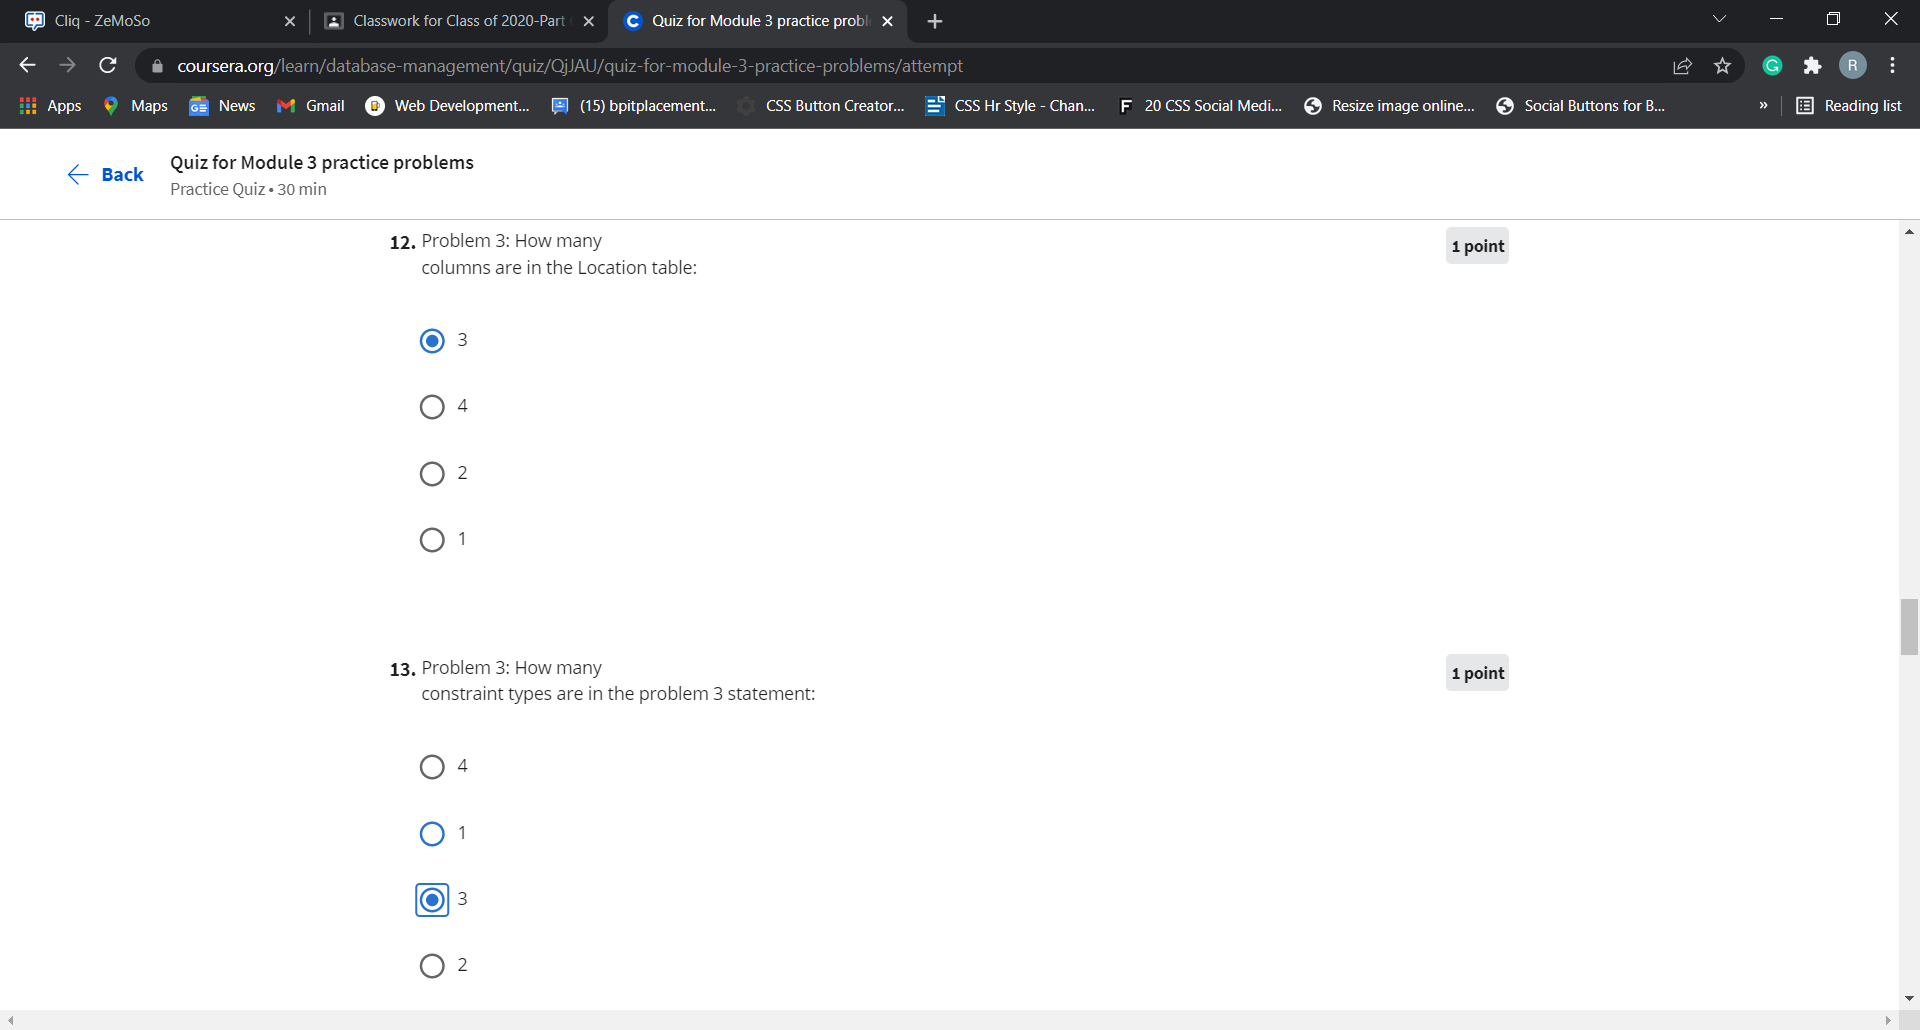 Cliq - ZeMoSo
Classwork for Class of 2020-Part
Quiz for Module 3 practice probl
coursera.org/learn/database-management/quiz/QjJAU/quiz-for-module-3-practice-problems/attempt
R
Apps
Maps
News
Gmail
Web Development...
(15) bpitplacement...
CSS Button Creator...
CSS Hr Style - Chan...
20 CSS Social Medi...
Resize image online...
Social Buttons for B...
»
Reading list
Back
Quiz for Module 3 practice problems
Practice Quiz • 30 min
12. Problem 3: How many
columns are in the Location table:
1 point
3
4
2
1
13. Problem 3: How many
constraint types are in the problem 3 statement:
1 point
4
1
3
2